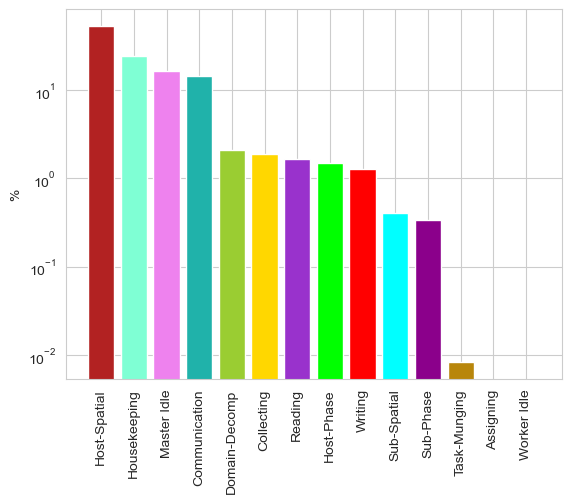 %
10¹
10⁰
10⁻¹
10⁻²
Host-Spatial
Housekeeping
Master Idle
Communication
Domain-Decomp
Collecting
Reading
Host-Phase
Writing
Sub-Spatial
Sub-Phase
Task-Munging
Assigning
Worker Idle